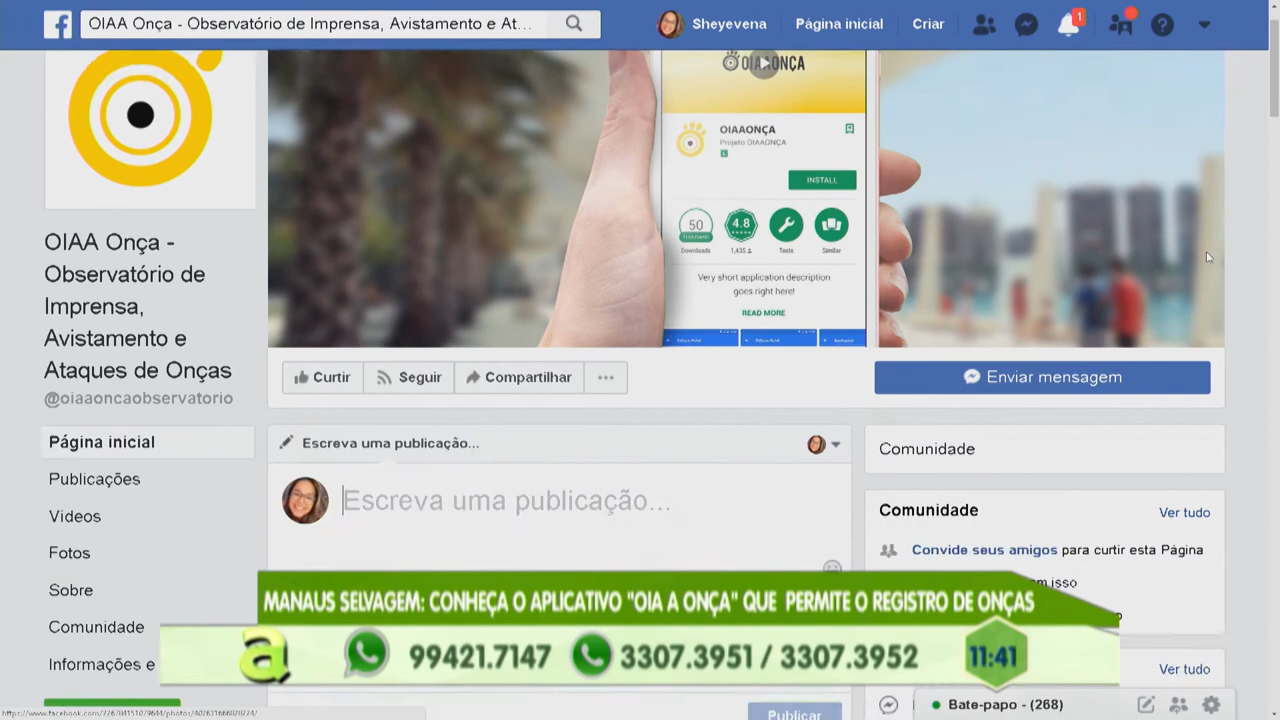 OIAA Onça - Observatório de Imprensa, Avistamento e At...
Sheyevena
Página inicial
Criar
1
OIAAONÇA
OIAAONÇA
Projeto OIAAONÇA
INSTALL
50
THOUSAND
4.8
Downloads
1,435
Tools
Similar
Very short application description
goes right here!
READ MORE
OIAA Onça -
Observatório de
Imprensa,
Avistamento e
Ataques de Onças
@oiaaoncaobservatorio
Curtir
Seguir
Compartilhar
Enviar mensagem
Página inicial
Publicações
Videos
Fotos
Sobre
Comunidade
Informações e
Escreva uma publicação...
Escreva uma publicação...
Comunidade
Comunidade
Ver tudo
Convide seus amigos para curtir esta Página
m isso
Ver tudo
MANAUS SELVAGEM: CONHEÇA O APLICATIVO "OIA A ONÇA" QUE PERMITE O REGISTRO DE ONÇAS
a
99421.7147
3307.3951 / 3307.3952
11:41
Publicar
Bate-papo - (268)